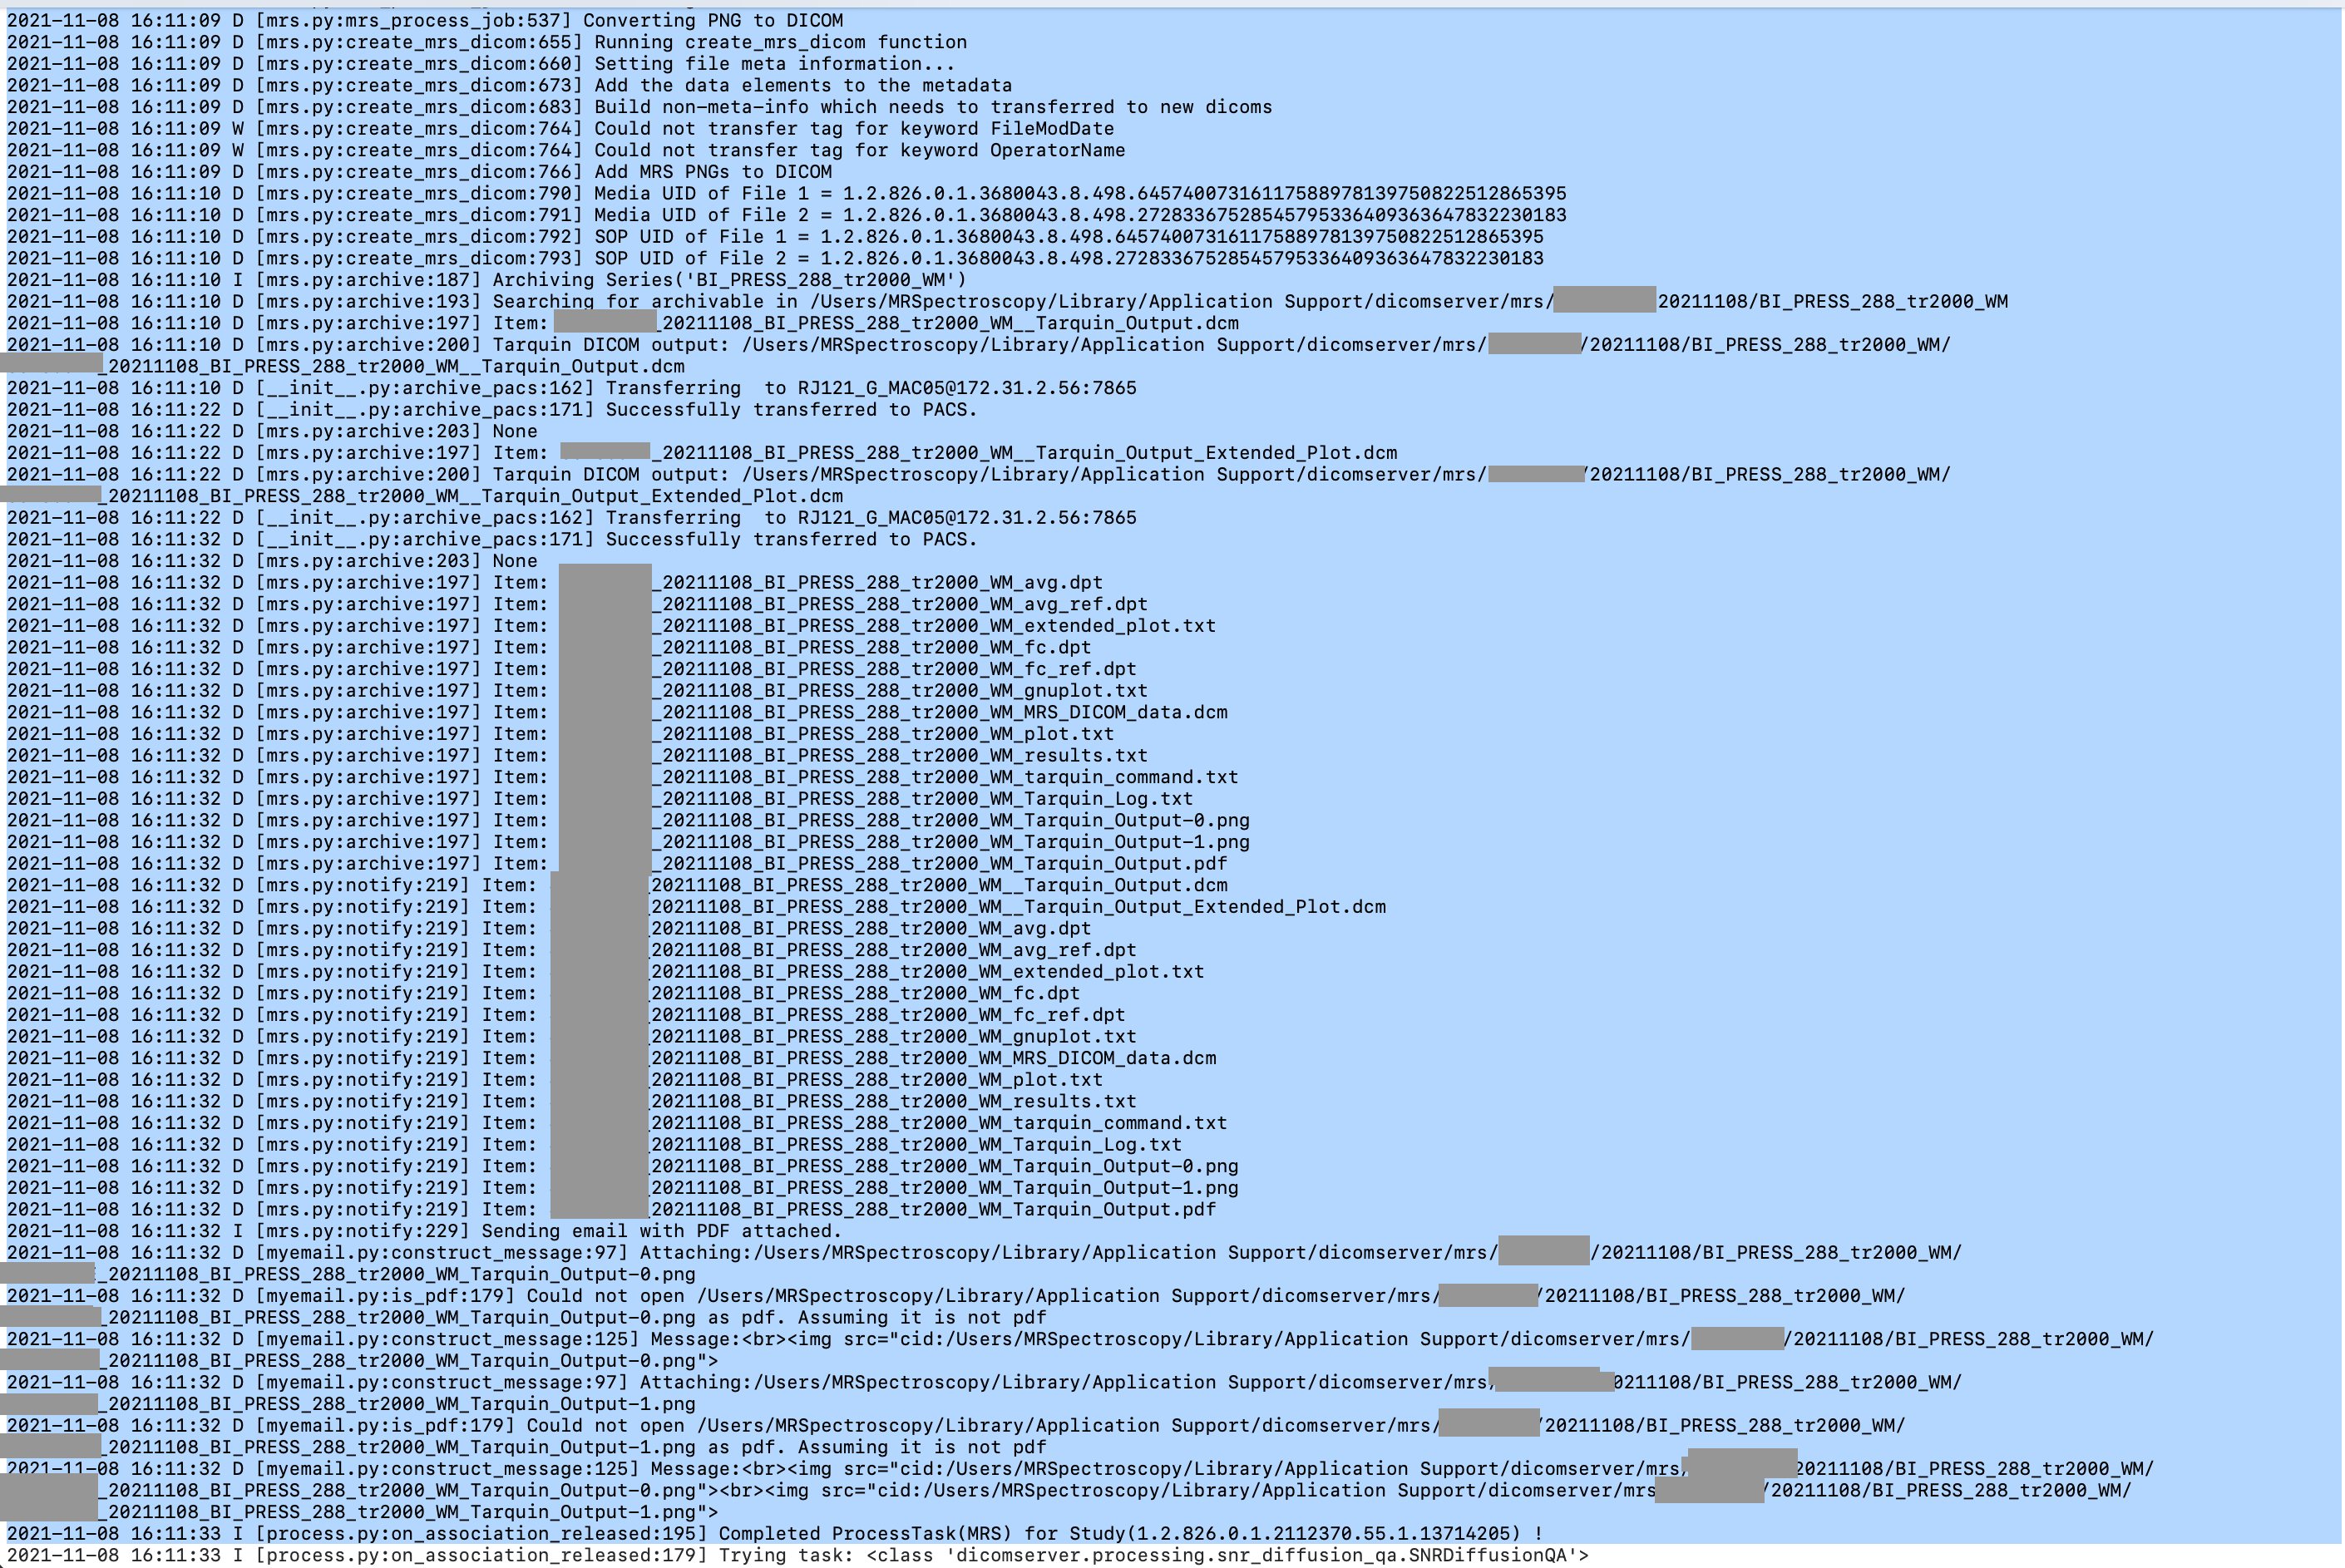 2021-11-08 16:11:09 D [mrs.py:mrs_process_job:537] Converting PNG to DICOM
2021-11-08 16:11:09 D [mrs.py:create_mrs_dicom:655] Running create_mrs_dicom function
2021-11-08 16:11:09 D [mrs.py:create_mrs_dicom:660] Setting file meta information...
2021-11-08 16:11:09 D [mrs.py:create_mrs_dicom:673] Add the data elements to the metadata
2021-11-08 16:11:09 D [mrs.py:create_mrs_dicom:683] Build non-meta-info which needs to transferred to new dicoms
2021-11-08 16:11:09 W [mrs.py:create_mrs_dicom:764] Could not transfer tag for keyword FileModDate
2021-11-08 16:11:09 W [mrs.py:create_mrs_dicom:764] Could not transfer tag for keyword OperatorName
2021-11-08 16:11:09 D [mrs.py:create_mrs_dicom:766] Add MRS PNGs to DICOM
2021-11-08 16:11:10 D [mrs.py:create_mrs_dicom:790] Media UID of File 1 = 1.2.826.0.1.3680043.8.498.64574007316117588978139750822512865395
2021-11-08 16:11:10 D [mrs.py:create_mrs_dicom:791] Media UID of File 2 = 1.2.826.0.1.3680043.8.498.27283367528545795336409363647832230183
2021-11-08 16:11:10 D [mrs.py:create_mrs_dicom:792] SOP UID of File 1 = 1.2.826.0.1.3680043.8.498.64574007316117588978139750822512865395
2021-11-08 16:11:10 D [mrs.py:create_mrs_dicom:793] SOP UID of File 2 = 1.2.826.0.1.3680043.8.498.27283367528545795336409363647832230183
2021-11-08 16:11:10 I [mrs.py:archive:187] Archiving Series('BI_PRESS_288_tr2000_WM')
2021-11-08 16:11:10 D [mrs.py:archive:193] Searching for archivable in /Users/MRSpectroscopy/Library/Application Support/dicomserver/mrs/ 20211108/BI_PRESS_288_tr2000_WM
2021-11-08 16:11:10 D [mrs.py:archive:197] Item: _20211108_BI_PRESS_288_tr2000_WM__Tarquin_Output.dcm
2021-11-08 16:11:10 D [mrs.py:archive:200] Tarquin DICOM output: /Users/MRSpectroscopy/Library/Application Support/dicomserver/mrs/ /20211108/BI_PRESS_288_tr2000_WM/
_20211108_BI_PRESS_288_tr2000_WM__Tarquin_Output.dcm
2021-11-08 16:11:10 D [__init__.py:archive_pacs:162] Transferring  to RJ121_G_MAC05@172.31.2.56:7865
2021-11-08 16:11:22 D [__init__.py:archive_pacs:171] Successfully transferred to PACS.
2021-11-08 16:11:22 D [mrs.py:archive:203] None
2021-11-08 16:11:22 D [mrs.py:archive:197] Item: _20211108_BI_PRESS_288_tr2000_WM__Tarquin_Output_Extended_Plot.dcm
2021-11-08 16:11:22 D [mrs.py:archive:200] Tarquin DICOM output: /Users/MRSpectroscopy/Library/Application Support/dicomserver/mrs/ /20211108/BI_PRESS_288_tr2000_WM/
_20211108_BI_PRESS_288_tr2000_WM__Tarquin_Output_Extended_Plot.dcm
2021-11-08 16:11:22 D [__init__.py:archive_pacs:162] Transferring  to RJ121_G_MAC05@172.31.2.56:7865
2021-11-08 16:11:32 D [__init__.py:archive_pacs:171] Successfully transferred to PACS.
2021-11-08 16:11:32 D [mrs.py:archive:203] None
2021-11-08 16:11:32 D [mrs.py:archive:197] Item: _20211108_BI_PRESS_288_tr2000_WM_avg.dpt
2021-11-08 16:11:32 D [mrs.py:archive:197] Item: _20211108_BI_PRESS_288_tr2000_WM_avg_ref.dpt
2021-11-08 16:11:32 D [mrs.py:archive:197] Item: _20211108_BI_PRESS_288_tr2000_WM_extended_plot.txt
2021-11-08 16:11:32 D [mrs.py:archive:197] Item: _20211108_BI_PRESS_288_tr2000_WM_fc.dpt
2021-11-08 16:11:32 D [mrs.py:archive:197] Item: _20211108_BI_PRESS_288_tr2000_WM_fc_ref.dpt
2021-11-08 16:11:32 D [mrs.py:archive:197] Item: _20211108_BI_PRESS_288_tr2000_WM_gnuplot.txt
2021-11-08 16:11:32 D [mrs.py:archive:197] Item: _20211108_BI_PRESS_288_tr2000_WM_MRS_DICOM_data.dcm
2021-11-08 16:11:32 D [mrs.py:archive:197] Item: _20211108_BI_PRESS_288_tr2000_WM_plot.txt
2021-11-08 16:11:32 D [mrs.py:archive:197] Item: _20211108_BI_PRESS_288_tr2000_WM_results.txt
2021-11-08 16:11:32 D [mrs.py:archive:197] Item: _20211108_BI_PRESS_288_tr2000_WM_tarquin_command.txt
2021-11-08 16:11:32 D [mrs.py:archive:197] Item: _20211108_BI_PRESS_288_tr2000_WM_Tarquin_Log.txt
2021-11-08 16:11:32 D [mrs.py:archive:197] Item: _20211108_BI_PRESS_288_tr2000_WM_Tarquin_Output-0.png
2021-11-08 16:11:32 D [mrs.py:archive:197] Item: _20211108_BI_PRESS_288_tr2000_WM_Tarquin_Output-1.png
2021-11-08 16:11:32 D [mrs.py:archive:197] Item: _20211108_BI_PRESS_288_tr2000_WM_Tarquin_Output.pdf
2021-11-08 16:11:32 D [mrs.py:notify:219] Item: 20211108_BI_PRESS_288_tr2000_WM__Tarquin_Output.dcm
2021-11-08 16:11:32 D [mrs.py:notify:219] Item: 20211108_BI_PRESS_288_tr2000_WM__Tarquin_Output_Extended_Plot.dcm
2021-11-08 16:11:32 D [mrs.py:notify:219] Item: 20211108_BI_PRESS_288_tr2000_WM_avg.dpt
2021-11-08 16:11:32 D [mrs.py:notify:219] Item: 20211108_BI_PRESS_288_tr2000_WM_avg_ref.dpt
2021-11-08 16:11:32 D [mrs.py:notify:219] Item: 20211108_BI_PRESS_288_tr2000_WM_extended_plot.txt
2021-11-08 16:11:32 D [mrs.py:notify:219] Item: 20211108_BI_PRESS_288_tr2000_WM_fc.dpt
2021-11-08 16:11:32 D [mrs.py:notify:219] Item: 20211108_BI_PRESS_288_tr2000_WM_fc_ref.dpt
2021-11-08 16:11:32 D [mrs.py:notify:219] Item: 20211108_BI_PRESS_288_tr2000_WM_gnuplot.txt
2021-11-08 16:11:32 D [mrs.py:notify:219] Item: 20211108_BI_PRESS_288_tr2000_WM_MRS_DICOM_data.dcm
2021-11-08 16:11:32 D [mrs.py:notify:219] Item: 20211108_BI_PRESS_288_tr2000_WM_plot.txt
2021-11-08 16:11:32 D [mrs.py:notify:219] Item: 20211108_BI_PRESS_288_tr2000_WM_results.txt
2021-11-08 16:11:32 D [mrs.py:notify:219] Item: 20211108_BI_PRESS_288_tr2000_WM_tarquin_command.txt
2021-11-08 16:11:32 D [mrs.py:notify:219] Item: 20211108_BI_PRESS_288_tr2000_WM_Tarquin_Log.txt
2021-11-08 16:11:32 D [mrs.py:notify:219] Item: 20211108_BI_PRESS_288_tr2000_WM_Tarquin_Output-0.png
2021-11-08 16:11:32 D [mrs.py:notify:219] Item: 20211108_BI_PRESS_288_tr2000_WM_Tarquin_Output-1.png
2021-11-08 16:11:32 D [mrs.py:notify:219] Item: 20211108_BI_PRESS_288_tr2000_WM_Tarquin_Output.pdf
2021-11-08 16:11:32 I [mrs.py:notify:229] Sending email with PDF attached.
2021-11-08 16:11:32 D [myemail.py:construct_message:97] Attaching:/Users/MRSpectroscopy/Library/Application Support/dicomserver/mrs/ /20211108/BI_PRESS_288_tr2000_WM/
_20211108_BI_PRESS_288_tr2000_WM_Tarquin_Output-0.png
2021-11-08 16:11:32 D [myemail.py:is_pdf:179] Could not open /Users/MRSpectroscopy/Library/Application Support/dicomserver/mrs/ /20211108/BI_PRESS_288_tr2000_WM/
_20211108_BI_PRESS_288_tr2000_WM_Tarquin_Output-0.png as pdf. Assuming it is not pdf
2021-11-08 16:11:32 D [myemail.py:construct_message:125] Message:<br><img src="cid:/Users/MRSpectroscopy/Library/Application Support/dicomserver/mrs/ /20211108/BI_PRESS_288_tr2000_WM/
_20211108_BI_PRESS_288_tr2000_WM_Tarquin_Output-0.png">
2021-11-08 16:11:32 D [myemail.py:construct_message:97] Attaching:/Users/MRSpectroscopy/Library/Application Support/dicomserver/mrs/ 0211108/BI_PRESS_288_tr2000_WM/
_20211108_BI_PRESS_288_tr2000_WM_Tarquin_Output-1.png
2021-11-08 16:11:32 D [myemail.py:is_pdf:179] Could not open /Users/MRSpectroscopy/Library/Application Support/dicomserver/mrs/ /20211108/BI_PRESS_288_tr2000_WM/
_20211108_BI_PRESS_288_tr2000_WM_Tarquin_Output-1.png as pdf. Assuming it is not pdf
2021-11-08 16:11:32 D [myemail.py:construct_message:125] Message:<br><img src="cid:/Users/MRSpectroscopy/Library/Application Support/dicomserver/mrs/ 20211108/BI_PRESS_288_tr2000_WM/
_20211108_BI_PRESS_288_tr2000_WM_Tarquin_Output-0.png"><br><img src="cid:/Users/MRSpectroscopy/Library/Application Support/dicomserver/mrs /20211108/BI_PRESS_288_tr2000_WM/
_20211108_BI_PRESS_288_tr2000_WM_Tarquin_Output-1.png">
2021-11-08 16:11:33 I [process.py:on_association_released:195] Completed ProcessTask(MRS) for Study(1.2.826.0.1.2112370.55.1.13714205) !
2021-11-08 16:11:33 I [process.py:on_association_released:179] Trying task: <class 'dicomserver.processing.snr_diffusion_qa.SNRDiffusionQA'>